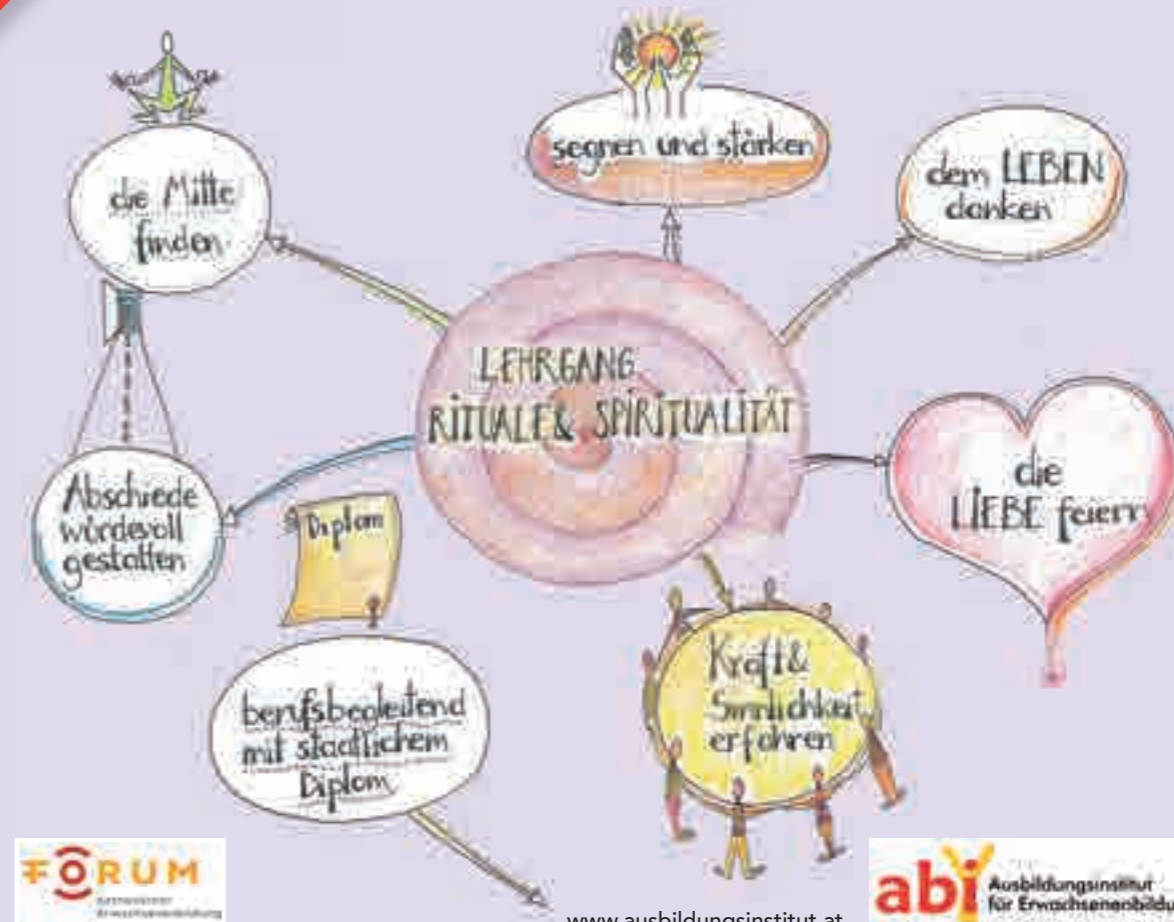 segnen und stärken
dem LEBEN
danken
die Mitte
finden
LEHRGANG
RITUALE & SPIRITUALITÄT
die
LIEBE feiern
Abschiede
würdevoll
gestalten
Diplom
Kraft &
Sinnlichkeit
erfahren
berufsbegleitend
mit staatlichem
Diplom
FORUM
Erwachsenenbildung
www.ausbildungsinstitut.at
abi
Ausbildungsinstitut
für Erwachsenenbildu